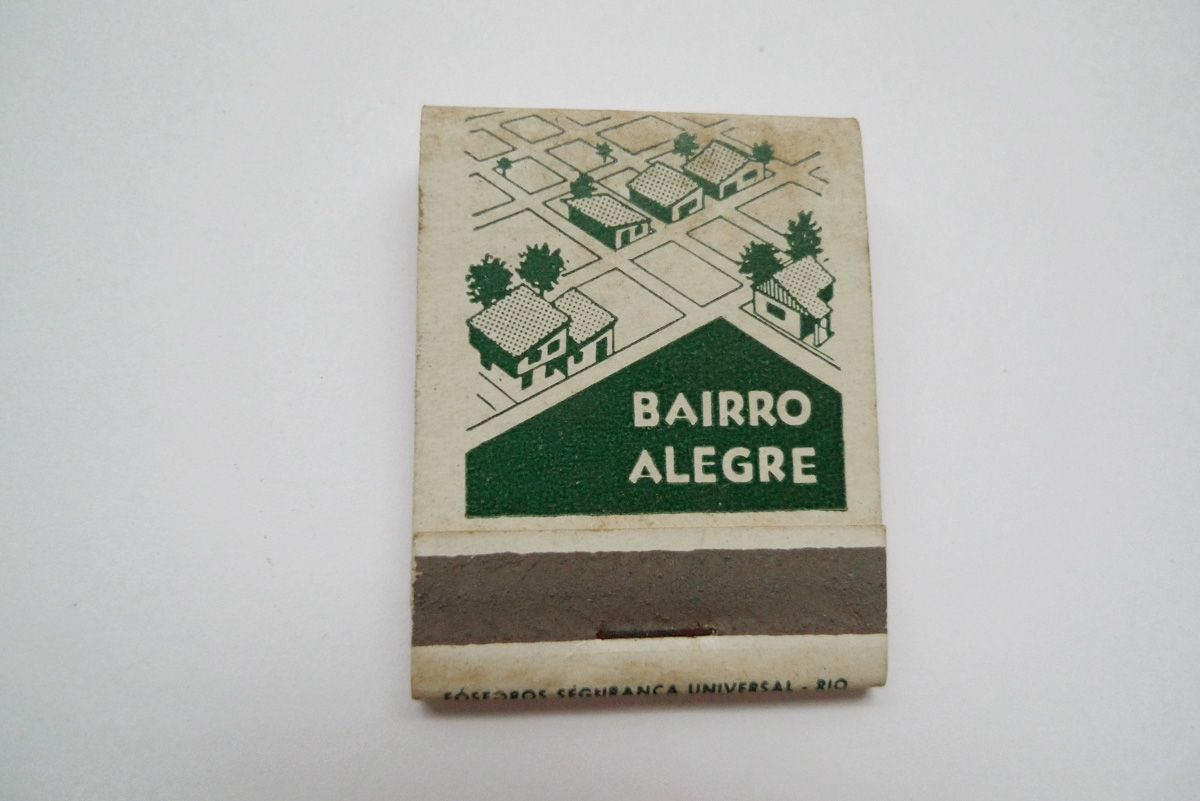 BAIRRO
ALEGRE
FÓSFOROS SEGURANÇA UNIVERSAL - RIO